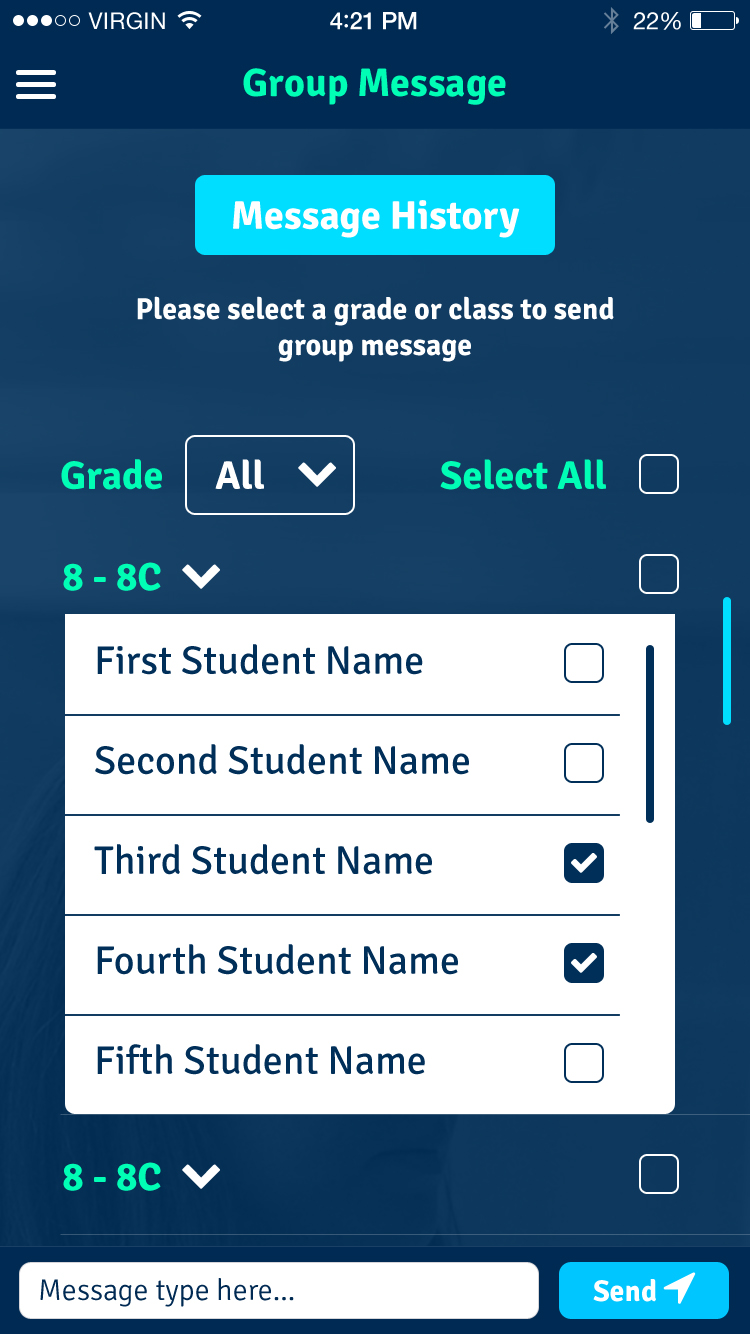 VIRGIN 4:21 PM 22%
Group Message
Message History
Please select a grade or class to send
group message
Grade All Select All
8 - 8C
First Student Name
Second Student Name
Third Student Name
Fourth Student Name
Fifth Student Name
8 - 8C
Message type here... Send